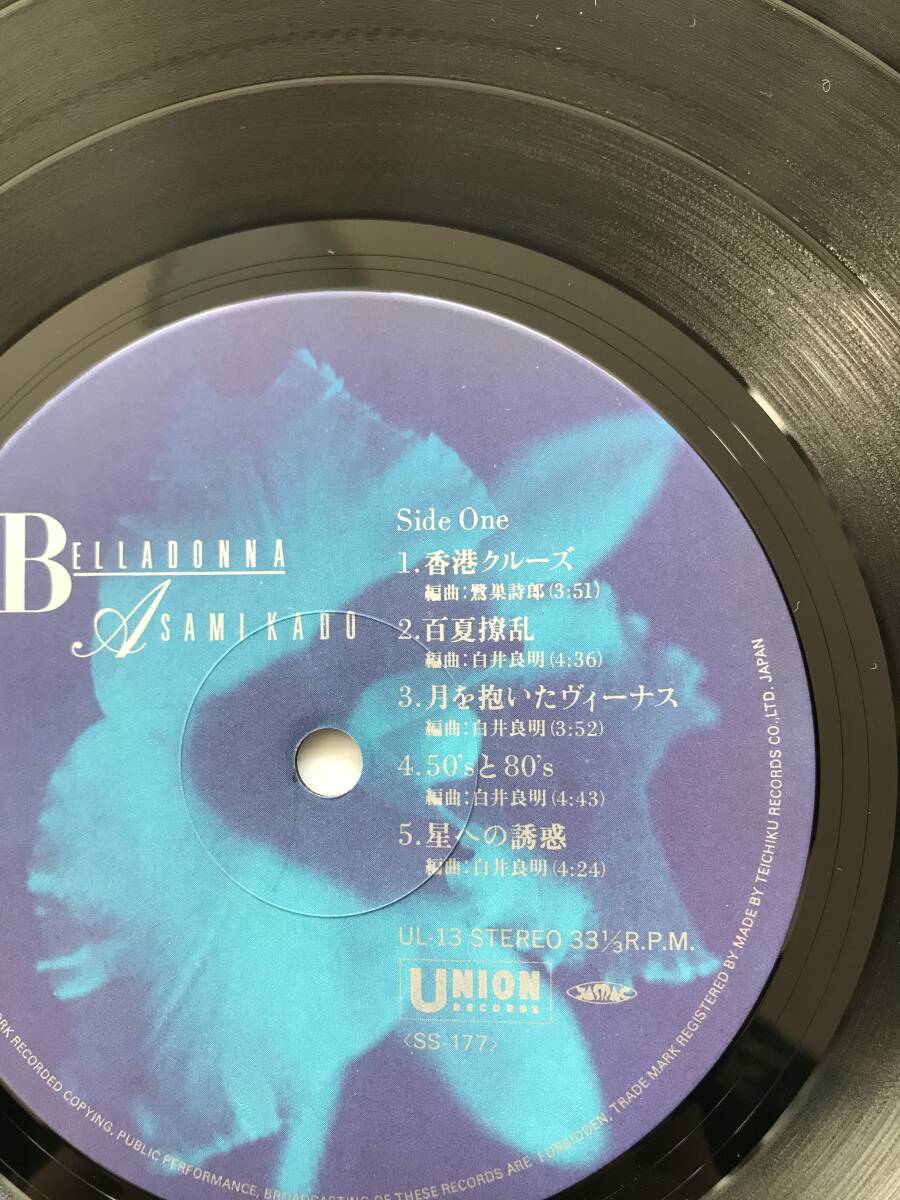 BELLADONNA
ASAMI KADO
Side One
1.香港クルーズ
編曲:鷺巣詩郎(3:51)
2.百夏撩乱
編曲:白井良明(4:36)
3.月を抱いたヴィーナス
編曲:白井良明(3:52)
4.50'sと80's
編曲:白井良明(4:43)
5.星への誘惑
編曲:白井良明(4:24)
UL-13 STEREO 33⅓R.P.M.
UNION
RECORDS
〈SS-177〉
RK RECORDED COPYING, PUBLIC PERFORMANCE, BROADCASTING OF THESE RECORDS ARE FORBIDDEN, TRADE MARK REGISTERED BY MADE BY TEICHIKU RECORDS CO.,LTD. JAPAN